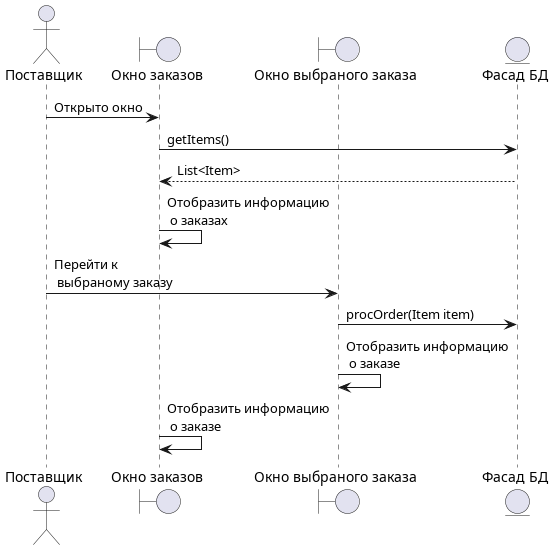 Поставщик
Окно заказов
Окно выбраного заказа
Фасад БД
Открыто окно
getItems()
List<Item>
Отобразить информацию
о заказах
Перейти к
выбраному заказу
procOrder(Item item)
Отобразить информацию
о заказе
Отобразить информацию
о заказе
Поставщик
Окно заказов
Окно выбраного заказа
Фасад БД